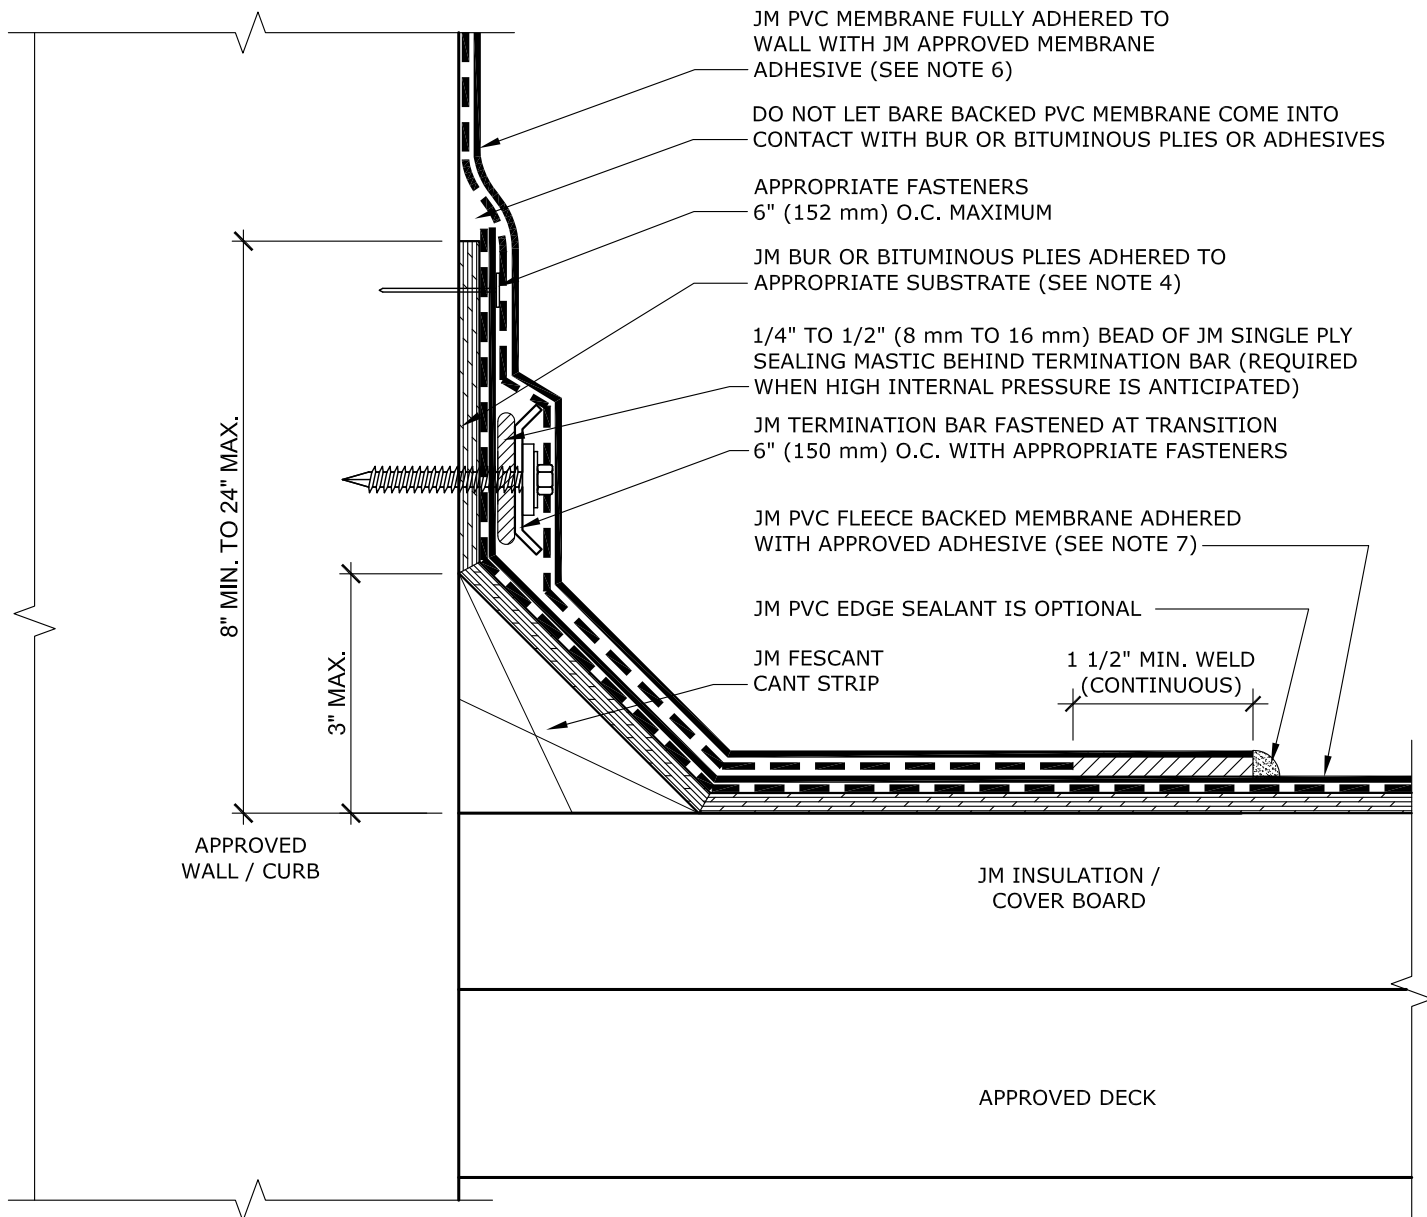 JM PVC MEMBRANE FULLY ADHERED TO
WALL WITH JM APPROVED MEMBRANE
ADHESIVE (SEE NOTE 6)
DO NOT LET BARE BACKED PVC MEMBRANE COME INTO
CONTACT WITH BUR OR BITUMINOUS PLIES OR ADHESIVES
APPROPRIATE FASTENERS
6" (152 mm) O.C. MAXIMUM
JM BUR OR BITUMINOUS PLIES ADHERED TO
APPROPRIATE SUBSTRATE (SEE NOTE 4)
1/4" TO 1/2" (8 mm TO 16 mm) BEAD OF JM SINGLE PLY
SEALING MASTIC BEHIND TERMINATION BAR (REQUIRED
WHEN HIGH INTERNAL PRESSURE IS ANTICIPATED)
JM TERMINATION BAR FASTENED AT TRANSITION
6" (150 mm) O.C. WITH APPROPRIATE FASTENERS
JM PVC FLEECE BACKED MEMBRANE ADHERED
WITH APPROVED ADHESIVE (SEE NOTE 7)
JM PVC EDGE SEALANT IS OPTIONAL
JM FESCANT
CANT STRIP
1 1/2" MIN. WELD
(CONTINUOUS)
8" MIN. TO 24" MAX.
3" MAX.
APPROVED
WALL / CURB
JM INSULATION /
COVER BOARD
APPROVED DECK